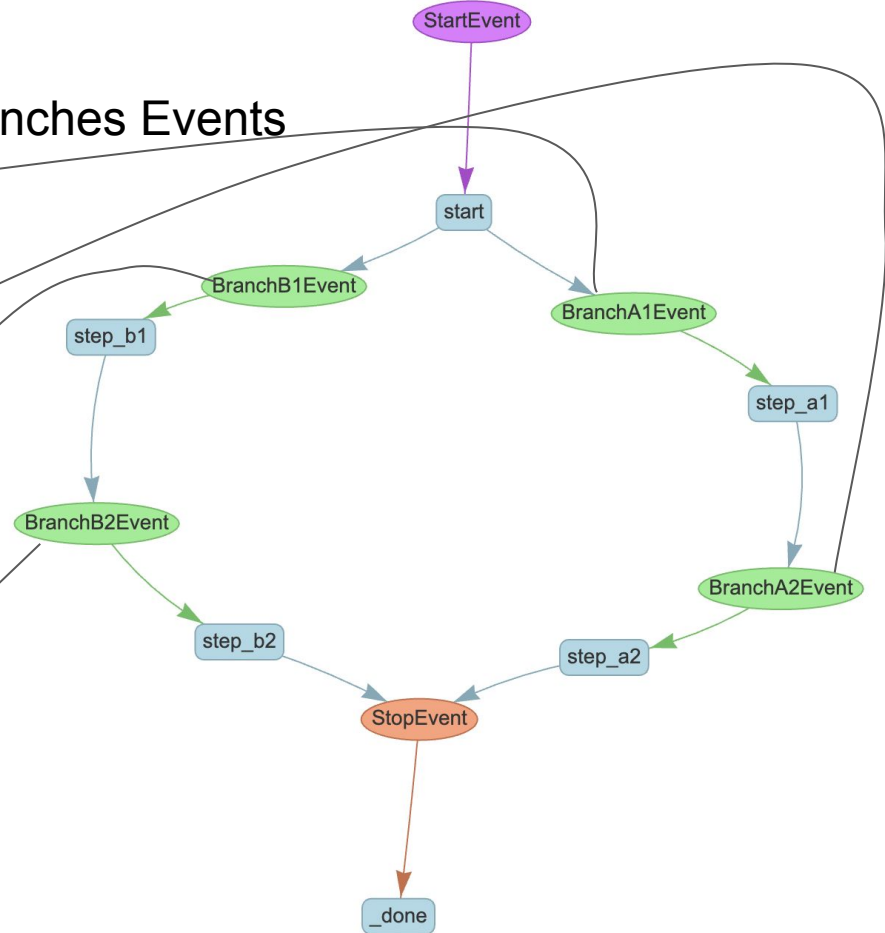 StartEvent
nches Events
start
BranchB1Event
BranchA1Event
step_b1
step_a1
BranchB2Event
BranchA2Event
step_b2
step_a2
StopEvent
_done